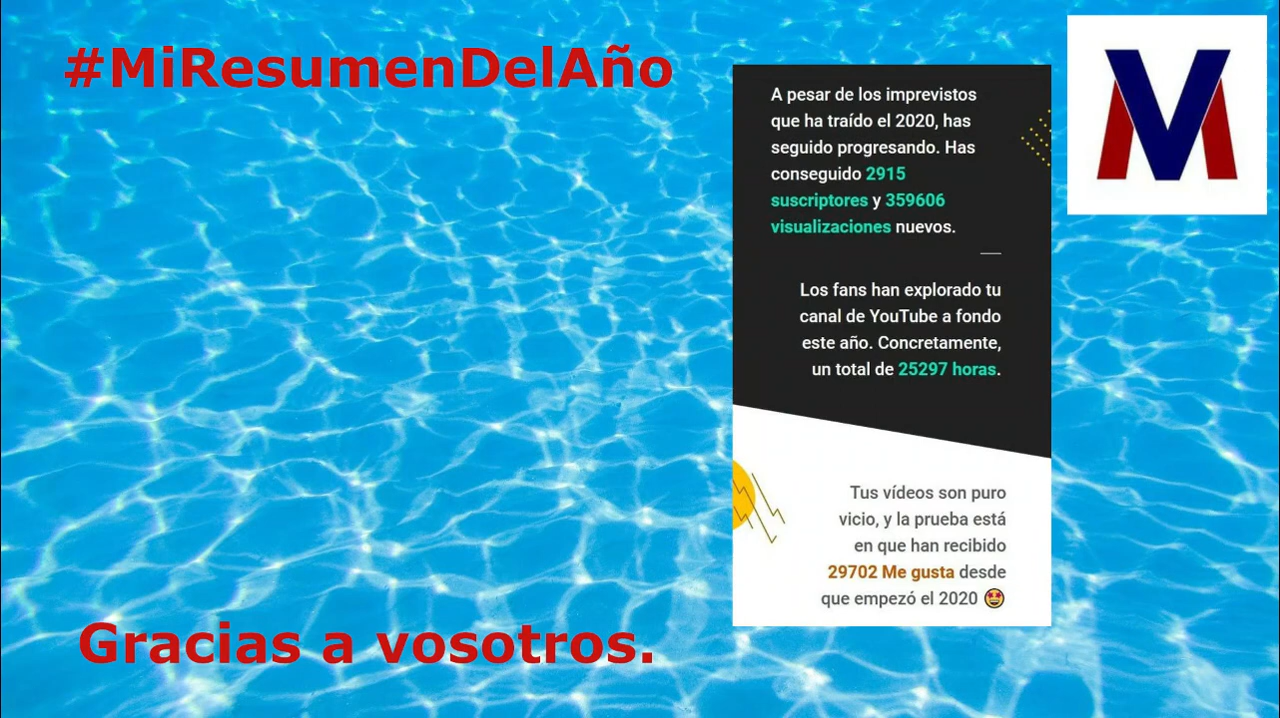 #MiResumenDelAño
A pesar de los imprevistos
que ha traído el 2020, has
seguido progresando. Has
conseguido 2915
suscriptores y 359606
visualizaciones nuevos.
Los fans han explorado tu
canal de YouTube a fondo
este año. Concretamente,
un total de 25297 horas.
Tus vídeos son puro
vicio, y la prueba está
en que han recibido
29702 Me gusta desde
que empezó el 2020 🤩
Gracias a vosotros.
VM